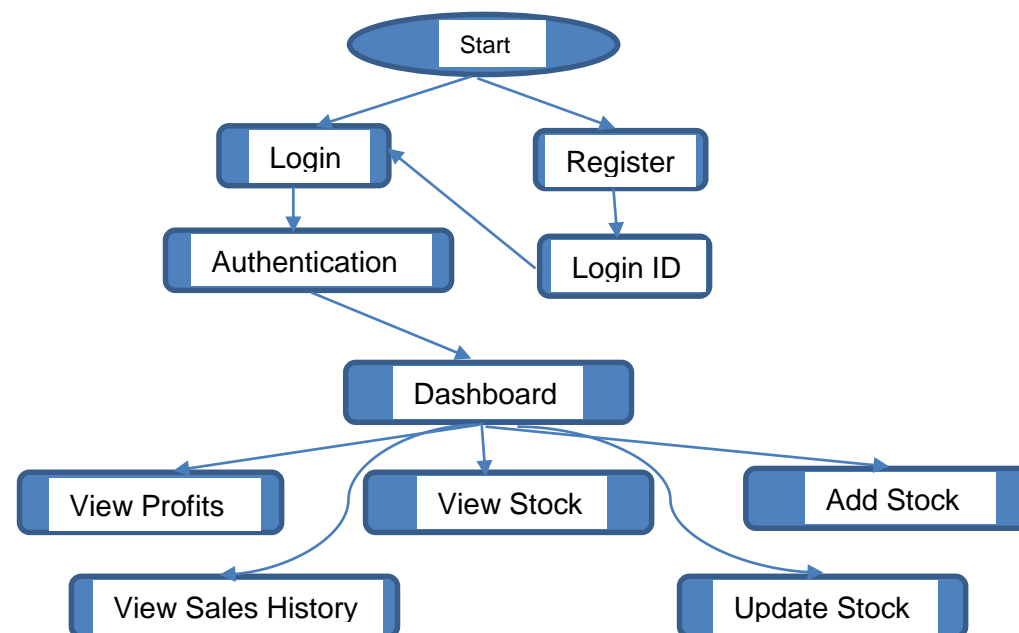 Start
Login
Register
Authentication
Login ID
Dashboard
View Profits
View Stock
Add Stock
View Sales History
Update Stock